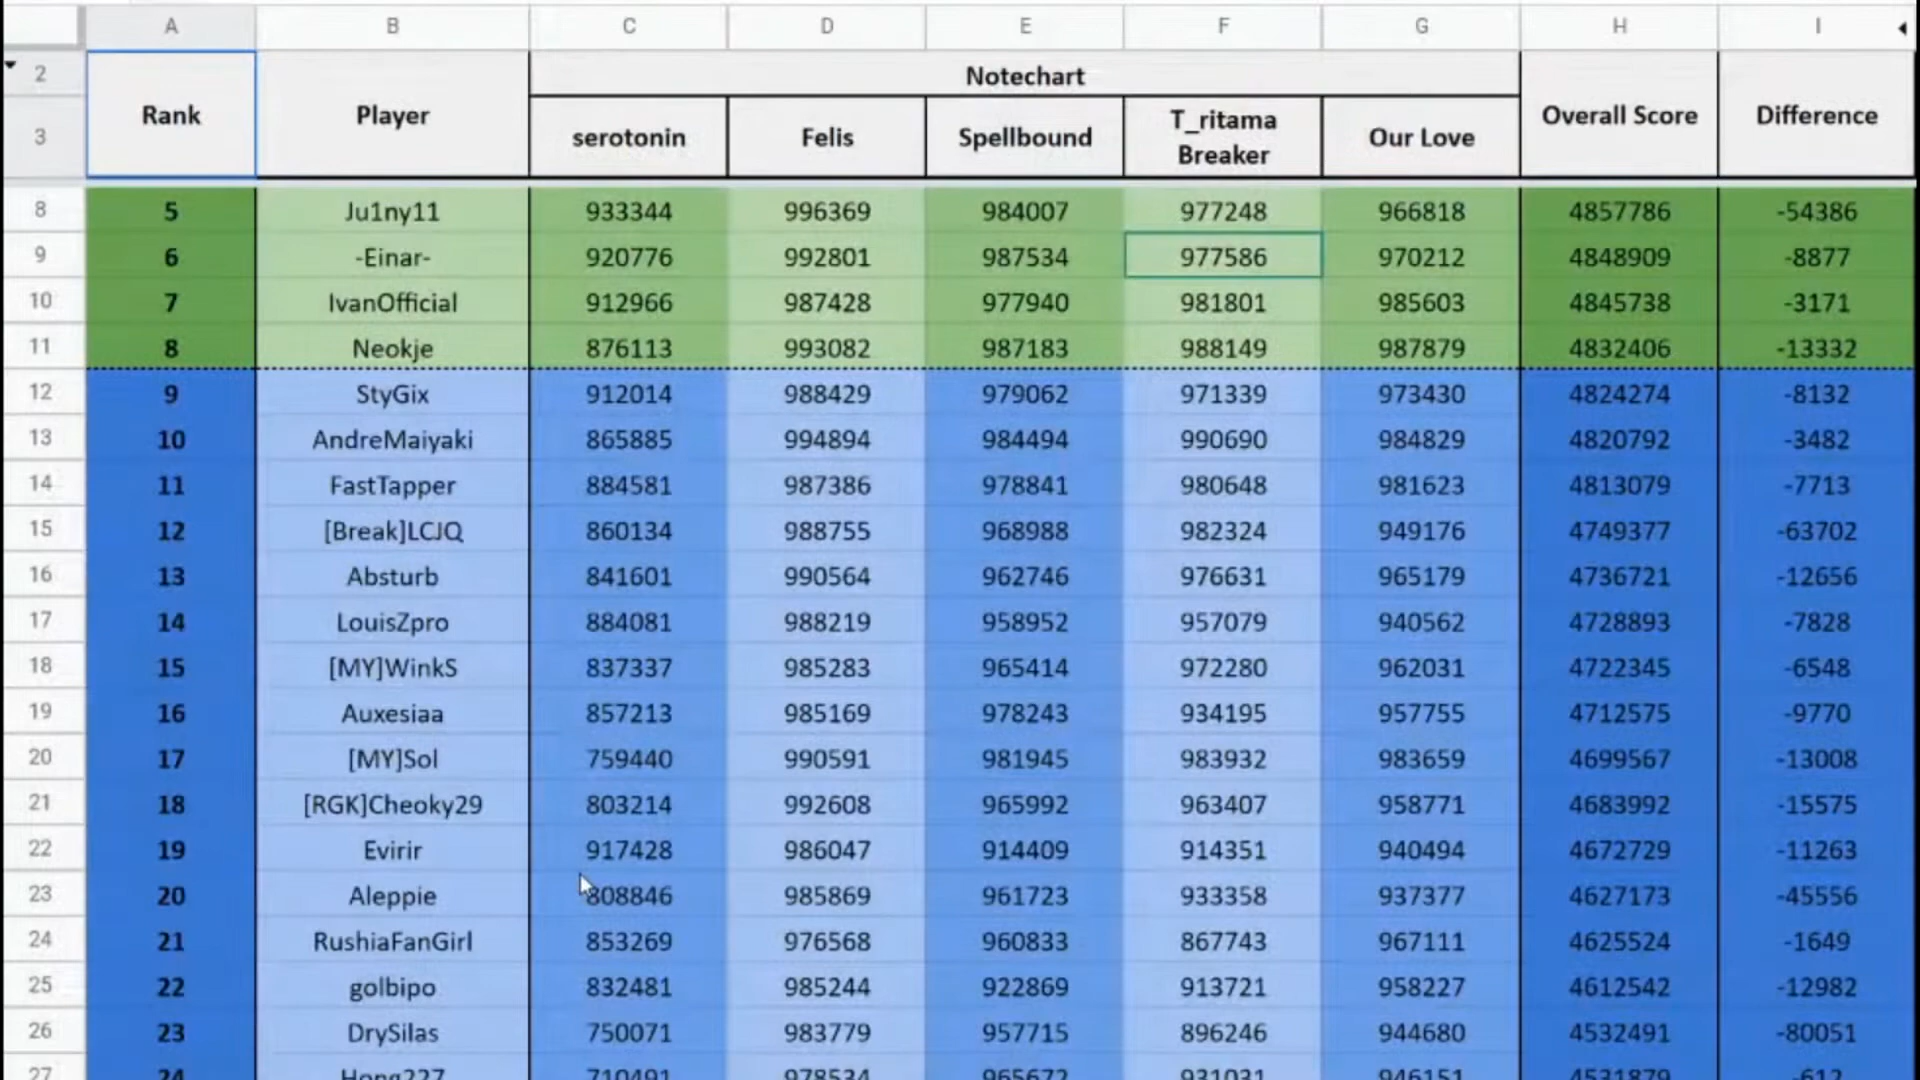 A B C D E F G H I
2 Rank Player Notechart Overall Score Difference
3 serotonin Felis Spellbound T_ritama Breaker Our Love
8 5 Ju1ny11 933344 996369 984007 977248 966818 4857786 -54386
9 6 -Einar- 920776 992801 987534 977586 970212 4848909 -8877
10 7 IvanOfficial 912966 987428 977940 981801 985603 4845738 -3171
11 8 Neokje 876113 993082 987183 988149 987879 4832406 -13332
12 9 StyGix 912014 988429 979062 971339 973430 4824274 -8132
13 10 AndreMaiyaki 865885 994894 984494 990690 984829 4820792 -3482
14 11 FastTapper 884581 987386 978841 980648 981623 4813079 -7713
15 12 [Break]LCJQ 860134 988755 968988 982324 949176 4749377 -63702
16 13 Absturb 841601 990564 962746 976631 965179 4736721 -12656
17 14 LouisZpro 884081 988219 958952 957079 940562 4728893 -7828
18 15 [MY]WinkS 837337 985283 965414 972280 962031 4722345 -6548
19 16 Auxesiaa 857213 985169 978243 934195 957755 4712575 -9770
20 17 [MY]Sol 759440 990591 981945 983932 983659 4699567 -13008
21 18 [RGK]Cheoky29 803214 992608 965992 963407 958771 4683992 -15575
22 19 Evirir 917428 986047 914409 914351 940494 4672729 -11263
23 20 Aleppie 808846 985869 961723 933358 937377 4627173 -45556
24 21 RushiaFanGirl 853269 976568 960833 867743 967111 4625524 -1649
25 22 golbipo 832481 985244 922869 913721 958227 4612542 -12982
26 23 DrySilas 750071 983779 957715 896246 944680 4532491 -80051
27 24 Hong227 710491 978534 965672 931031 946151 4531879 -612